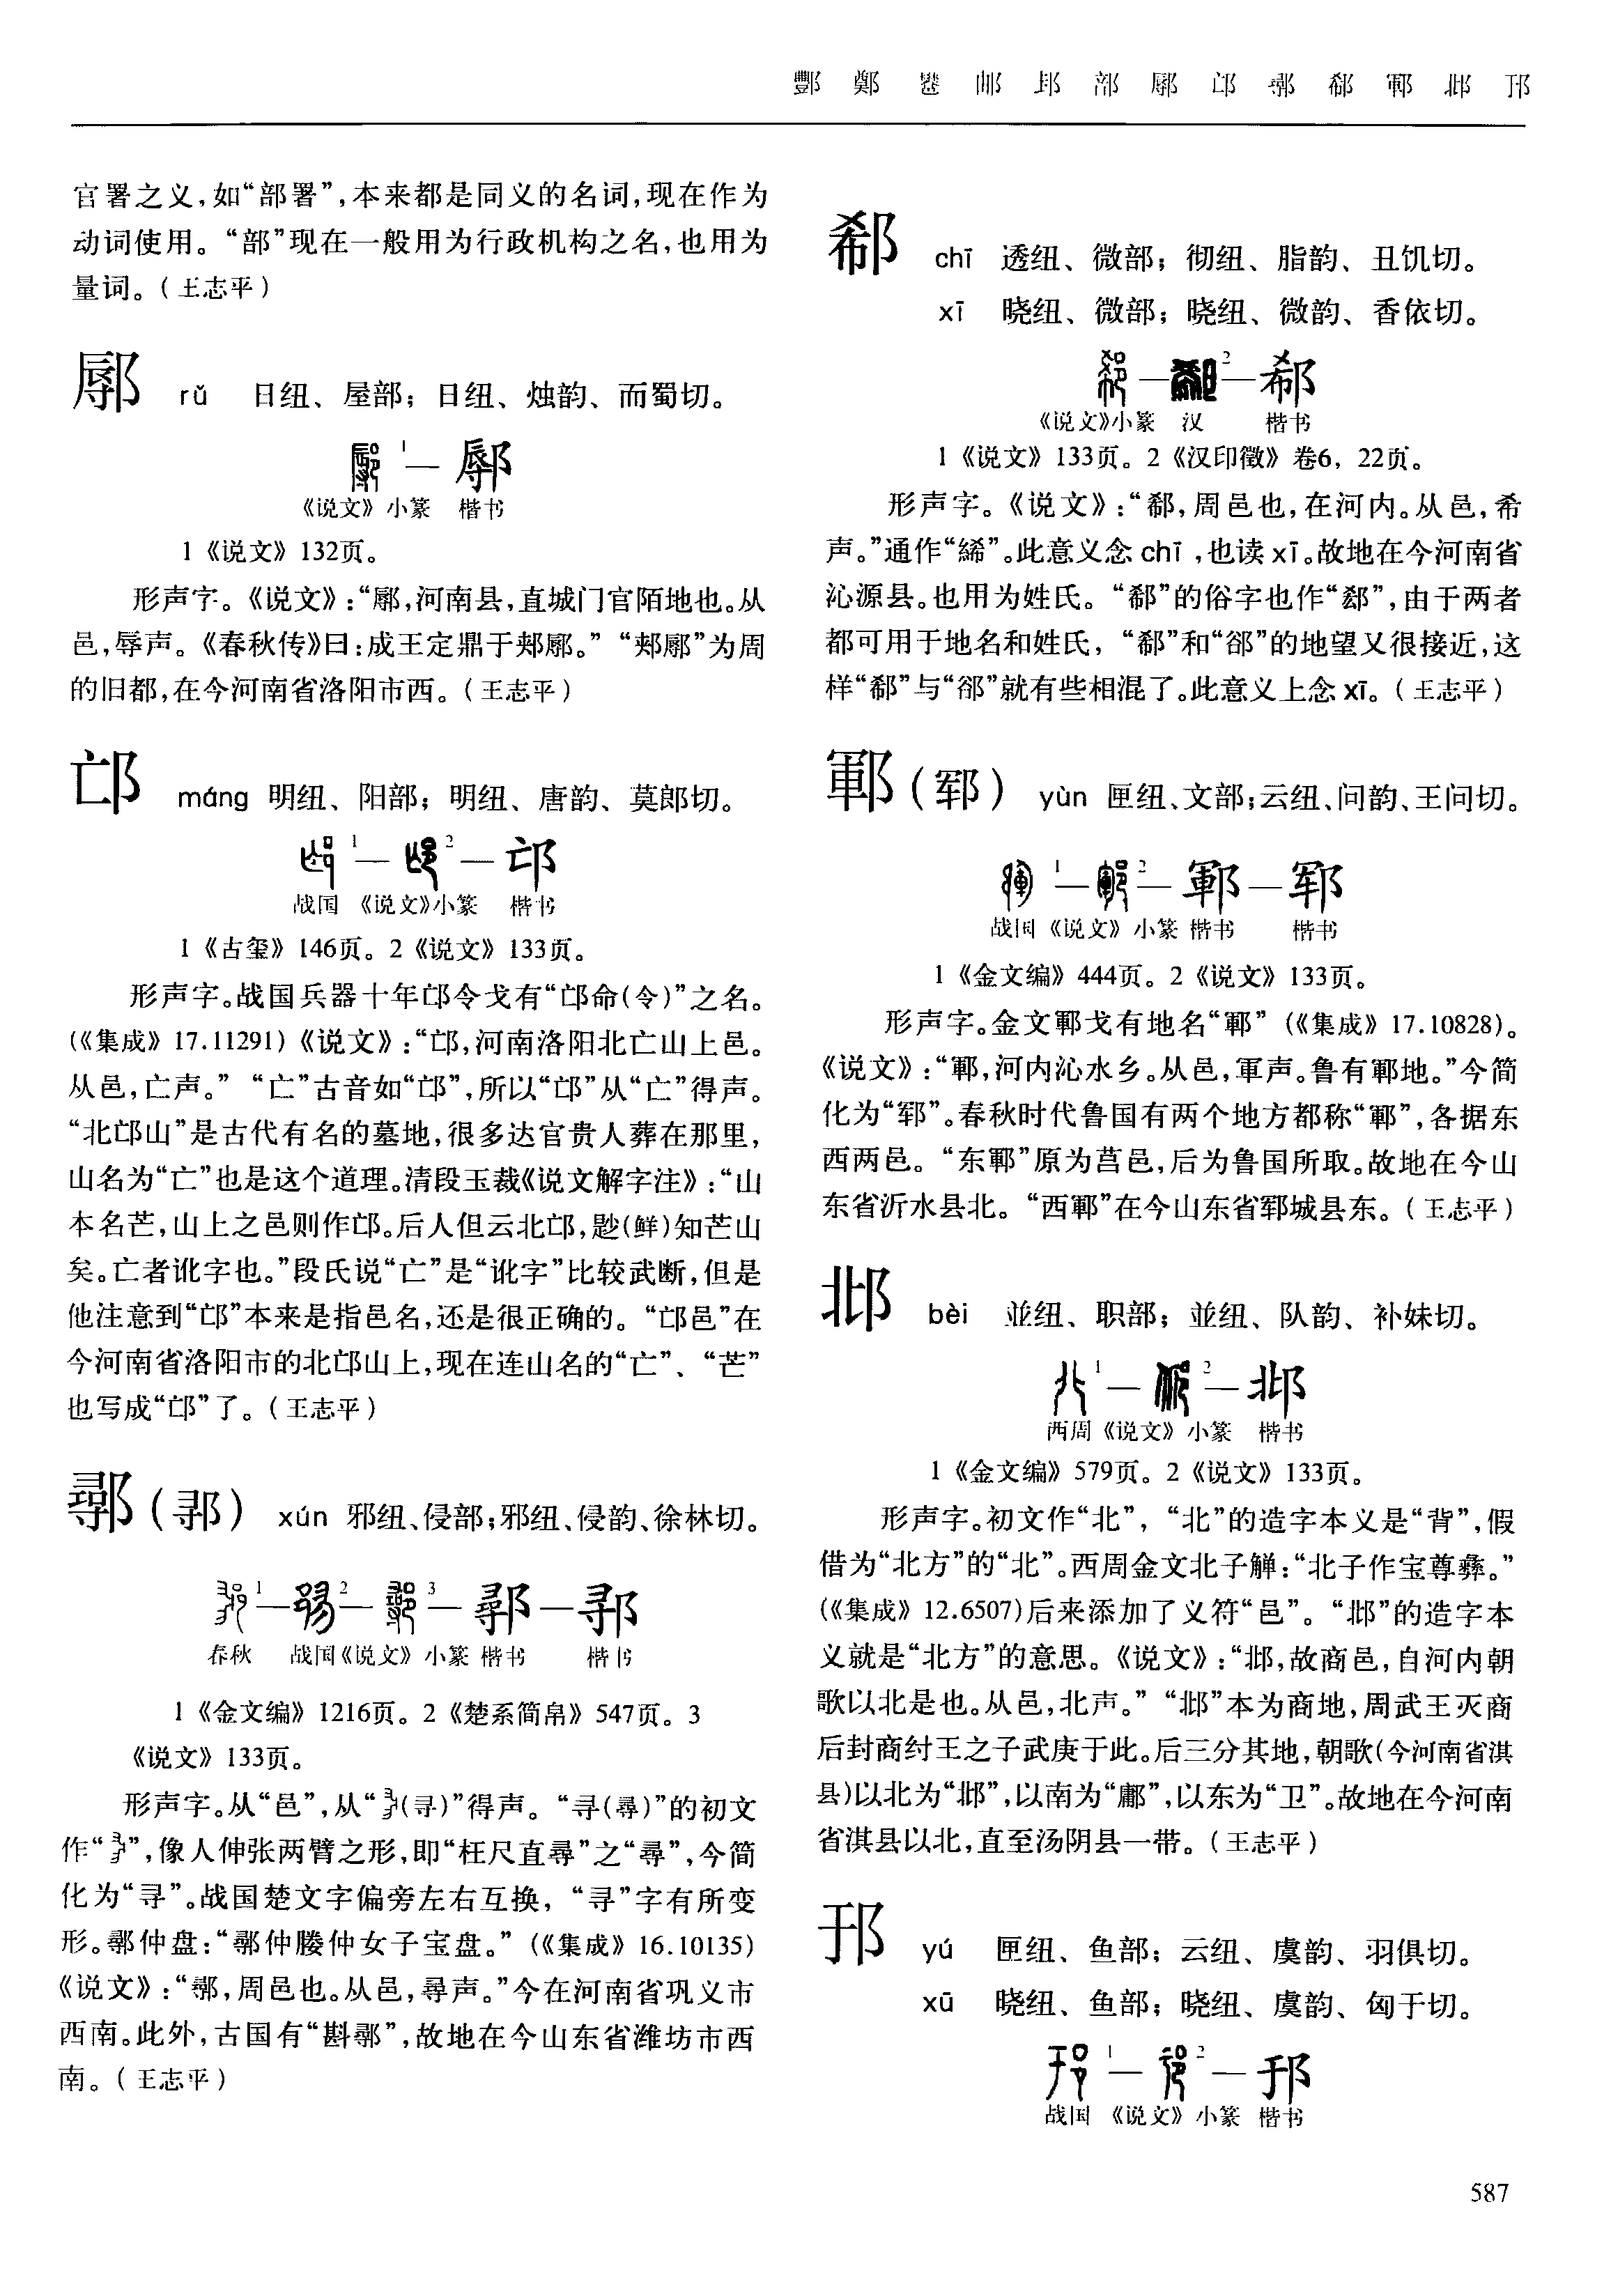 酆 鄭 邮 部 鄏 邙 鄩 郗 鄆 邶 邘
官署之义,如“部署”,本来都是同义的名词,现在作为
动词使用。“部”现在一般用为行政机构之名,也用为
量词。(王志平)
鄏 rǔ 日纽、屋部;日纽、烛韵、而蜀切。
1 — 鄏
《说文》小篆 楷书
1《说文》132页。
形声字。《说文》:“鄏,河南县,直城门官陌地也。从
邑,辱声。《春秋传》曰:成王定鼎于郏鄏。”“郏鄏”为周
的旧都,在今河南省洛阳市西。(王志平)
邙 máng 明纽、阳部;明纽、唐韵、莫郎切。
1 — 2 — 邙
战国 《说文》小篆 楷书
1《古玺》146页。2《说文》133页。
形声字。战国兵器十年邙令戈有“邙命(令)”之名。
(《集成》17.11291)《说文》:“邙,河南洛阳北亡山上邑。
从邑,亡声。”“亡”古音如“邙”,所以“邙”从“亡”得声。
“北邙山”是古代有名的墓地,很多达官贵人葬在那里,
山名为“亡”也是这个道理。清段玉裁《说文解字注》:“山
本名芒,山上之邑则作邙。后人但云北邙,尟(鲜)知芒山
矣。亡者讹字也。”段氏说“亡”是“讹字”比较武断,但是
他注意到“邙”本来是指邑名,还是很正确的。“邙邑”在
今河南省洛阳市的北邙山上,现在连山名的“亡”、“芒”
也写成“邙”了。(王志平)
鄩(𬩽) xún 邪纽、侵部;邪纽、侵韵、徐林切。
1 — 2 — 3 — 鄩 — 𬩽
春秋 战国《说文》小篆 楷书 楷书
1《金文编》1216页。2《楚系简帛》547页。3
《说文》133页。
形声字。从“邑”,从“(寻)”得声。“寻(尋)”的初文
作“”,像人伸张两臂之形,即“枉尺直尋”之“尋”,今简
化为“寻”。战国楚文字偏旁左右互换,“寻”字有所变
形。鄩仲盘:“鄩仲媵仲女子宝盘。”(《集成》16.10135)
《说文》:“鄩,周邑也。从邑,尋声。”今在河南省巩义市
西南。此外,古国有“斟鄩”,故地在今山东省潍坊市西
南。(王志平)
郗 chī 透纽、微部;彻纽、脂韵、丑饥切。
xī 晓纽、微部;晓纽、微韵、香依切。
— 2 — 郗
《说文》小篆 汉 楷书
1《说文》133页。2《汉印徵》卷6,22页。
形声字。《说文》:“郗,周邑也,在河内。从邑,希
声。”通作“絺”。此意义念 chī ,也读 xī。故地在今河南省
沁源县。也用为姓氏。“郗”的俗字也作“郄”,由于两者
都可用于地名和姓氏,“郗”和“郤”的地望又很接近,这
样“郗”与“郤”就有些相混了。此意义上念 xī。(王志平)
鄆(郓) yùn 匣纽、文部;云纽、问韵、王问切。
1 — 2 — 鄆 — 郓
战国《说文》小篆 楷书 楷书
1《金文编》444页。2《说文》133页。
形声字。金文鄆戈有地名“鄆”(《集成》17.10828)。
《说文》:“鄆,河内沁水乡。从邑,軍声。鲁有鄆地。”今简
化为“郓”。春秋时代鲁国有两个地方都称“鄆”,各据东
西两邑。“东鄆”原为莒邑,后为鲁国所取。故地在今山
东省沂水县北。“西鄆”在今山东省郓城县东。(王志平)
邶 bèi 並纽、职部;並纽、队韵、补妹切。
1 — 2 — 邶
西周《说文》小篆 楷书
1《金文编》579页。2《说文》133页。
形声字。初文作“北”,“北”的造字本义是“背”,假
借为“北方”的“北”。西周金文北子觯:“北子作宝尊彝。”
(《集成》12.6507)后来添加了义符“邑”。“邶”的造字本
义就是“北方”的意思。《说文》:“邶,故商邑,自河内朝
歌以北是也。从邑,北声。”“邶”本为商地,周武王灭商
后封商纣王之子武庚于此。后三分其地,朝歌(今河南省淇
县)以北为“邶”,以南为“鄘”,以东为“卫”。故地在今河南
省淇县以北,直至汤阴县一带。(王志平)
邘 yú 匣纽、鱼部;云纽、虞韵、羽俱切。
xū 晓纽、鱼部;晓纽、虞韵、匈于切。
1 — 2 — 邘
战国 《说文》小篆 楷书
587